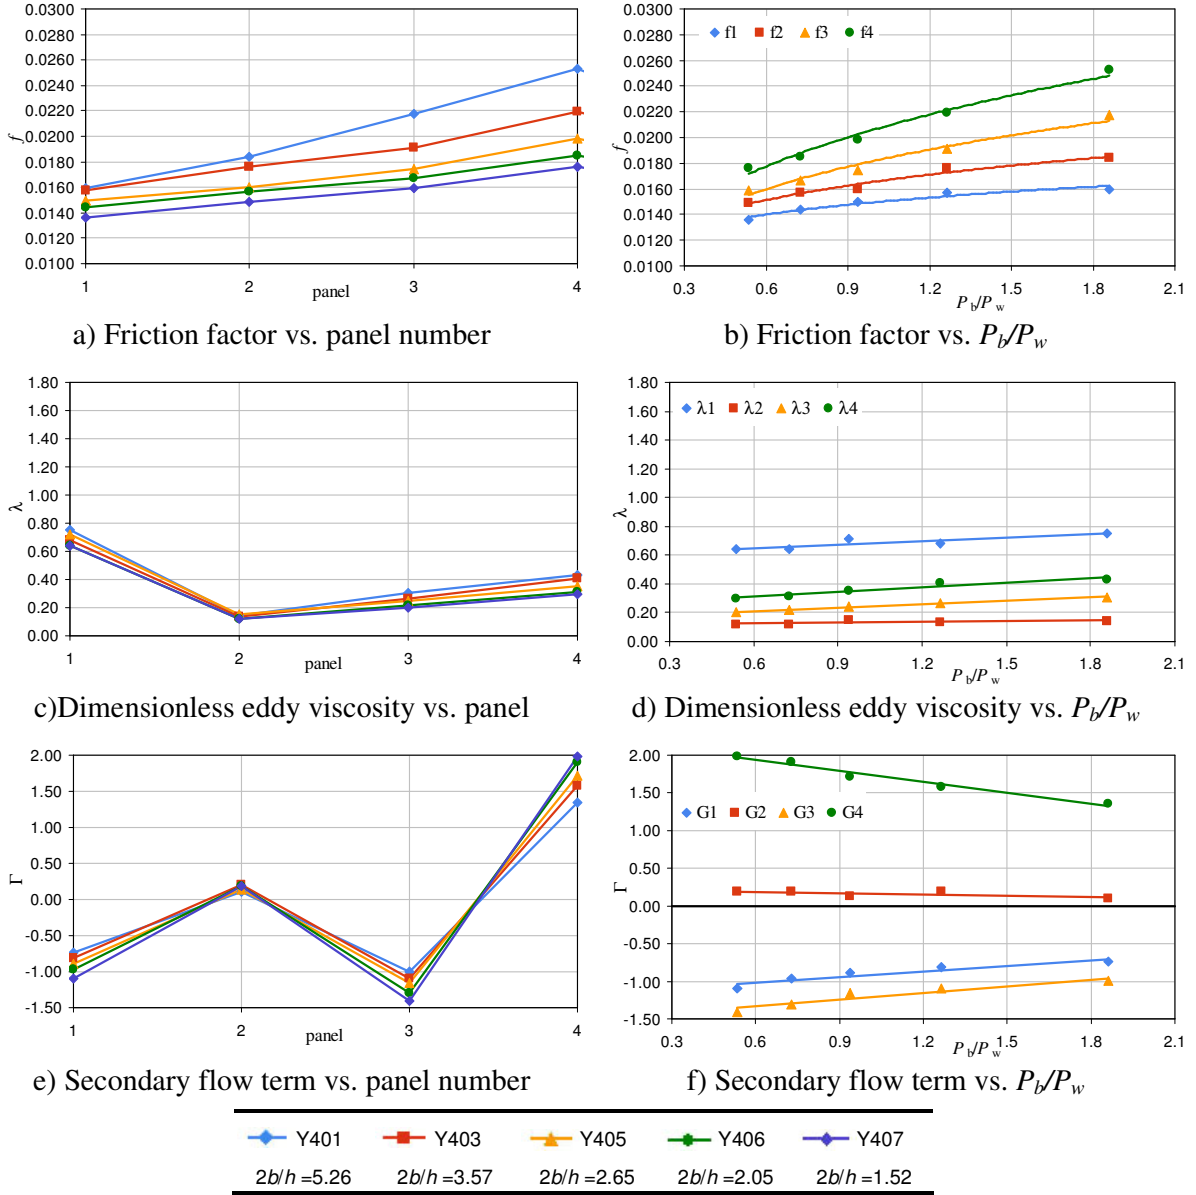 0.0300
0.0280
0.0260
0.0240
0.0220
0.0200
0.0180
0.0160
0.0140
0.0120
0.0100
f
1 2 3 4
panel
a) Friction factor vs. panel number
0.0300
0.0280
0.0260
0.0240
0.0220
0.0200
0.0180
0.0160
0.0140
0.0120
0.0100
f
f1 f2 f3 f4
0.3 0.6 0.9 1.2 1.5 1.8 2.1
P_b/P_w
b) Friction factor vs. P_b/P_w
1.80
1.60
1.40
1.20
1.00
0.80
0.60
0.40
0.20
0.00
λ
1 2 3 4
panel
c)Dimensionless eddy viscosity vs. panel
1.80
1.60
1.40
1.20
1.00
0.80
0.60
0.40
0.20
0.00
λ
λ1 λ2 λ3 λ4
0.3 0.6 0.9 1.2 1.5 1.8 2.1
P_b/P_w
d) Dimensionless eddy viscosity vs. P_b/P_w
2.00
1.50
1.00
0.50
0.00
-0.50
-1.00
-1.50
Γ
1 2 3 4
panel
e) Secondary flow term vs. panel number
2.00
1.50
1.00
0.50
0.00
-0.50
-1.00
-1.50
Γ
G1 G2 G3 G4
0.3 0.6 0.9 1.2 1.5 1.8 2.1
P_b/P_w
f) Secondary flow term vs. P_b/P_w
Y401 Y403 Y405 Y406 Y407
2b/h =5.26 2b/h =3.57 2b/h =2.65 2b/h =2.05 2b/h =1.52